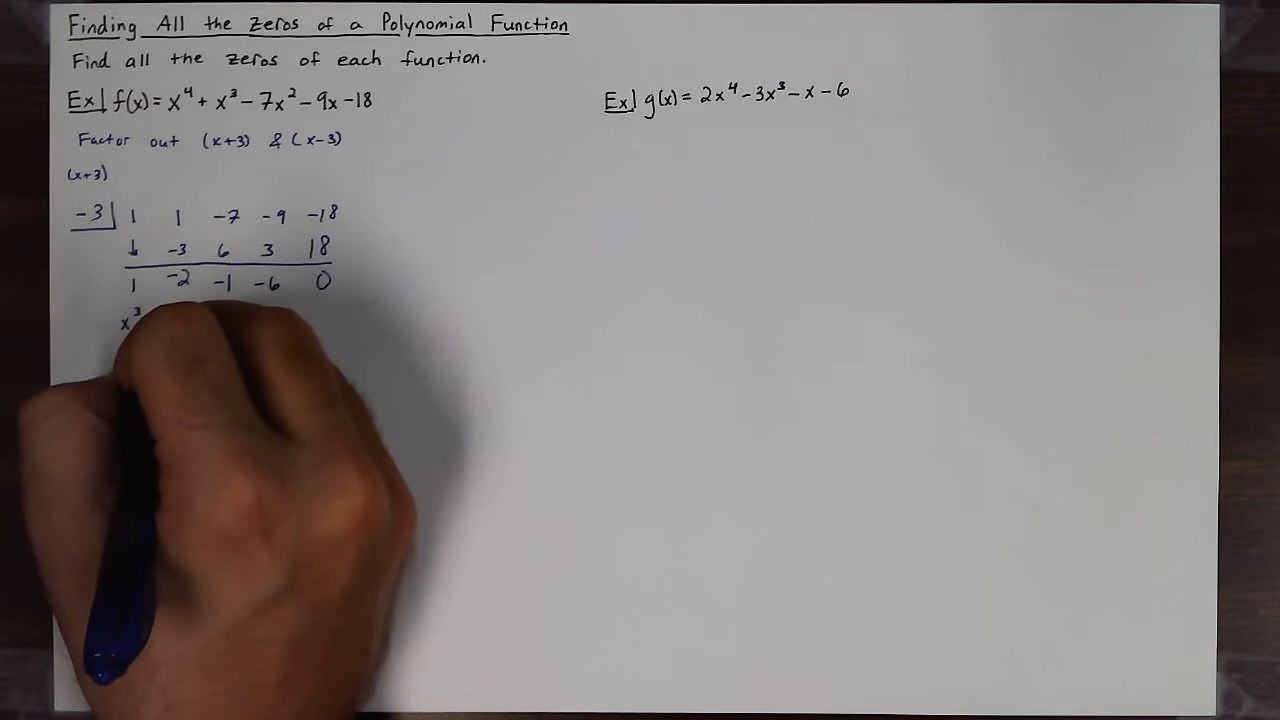 Finding All the Zeros of a Polynomial Function
Find all the zeros of each function.
Ex] f(x) = x⁴ + x³ - 7x² - 9x - 18
Factor out (x+3) & (x-3)
(x+3)
-3 | 1 1 -7 -9 -18
↓ -3 6 3 18
1 -2 -1 -6 0
x³
Ex] g(x) = 2x⁴ - 3x³ - x - 6